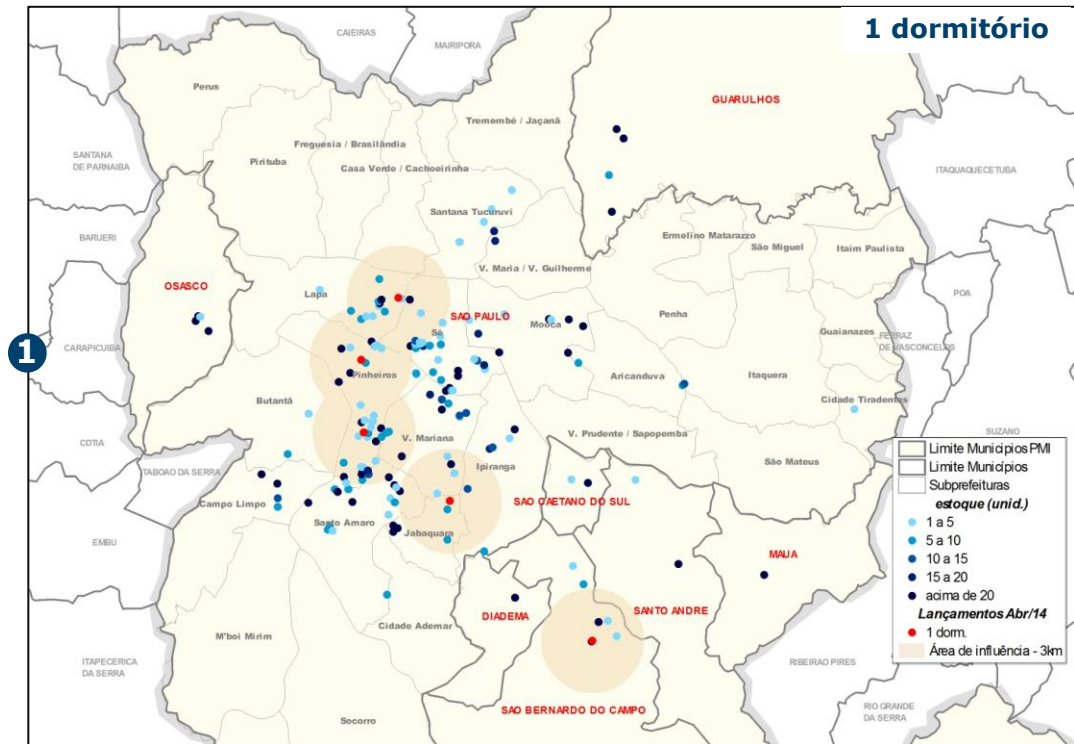 1 dormitório
CAIEIRAS
MAIRIPORA
Perus
GUARULHOS
Tremembé / Jaçanã
Freguesia / Brasilândia
SANTANA
DE PARNAIBA
Pirituba
Casa Verde / Cachoeirinha
ITAQUAQUECETUBA
Santana Tucuruvi
Ermelino Matarazzo
BARUERI
São Miguel
Itaim Paulista
V. Maria / V. Guilherme
OSASCO
Lapa
POA
SAO PAULO
Mooca
Penha
Sé
Guaianazes
FERRAZ
DE VASCONCELOS
1
CARAPICUIBA
Pinheiros
Aricanduva
Itaquera
Butantã
Cidade Tiradentes
SUZANO
COTIA
V. Mariana
V. Prudente / Sapopemba
TABOAO DA SERRA
Ipiranga
São Mateus
Campo Limpo
SAO CAETANO DO SUL
Santo Amaro
Jabaquara
EMBU
MAUA
DIADEMA
SANTO ANDRE
M'boi Mirim
Cidade Ademar
ITAPECERICA
DA SERRA
RIBEIRAO PIRES
SAO BERNARDO DO CAMPO
RIO GRANDE
DA SERRA
Socorro
Limite Municípios PMI
Limite Municípios
Subprefeituras
estoque (unid.)
1 a 5
5 a 10
10 a 15
15 a 20
acima de 20
Lançamentos Abr/14
1 dorm.
Área de influência - 3km